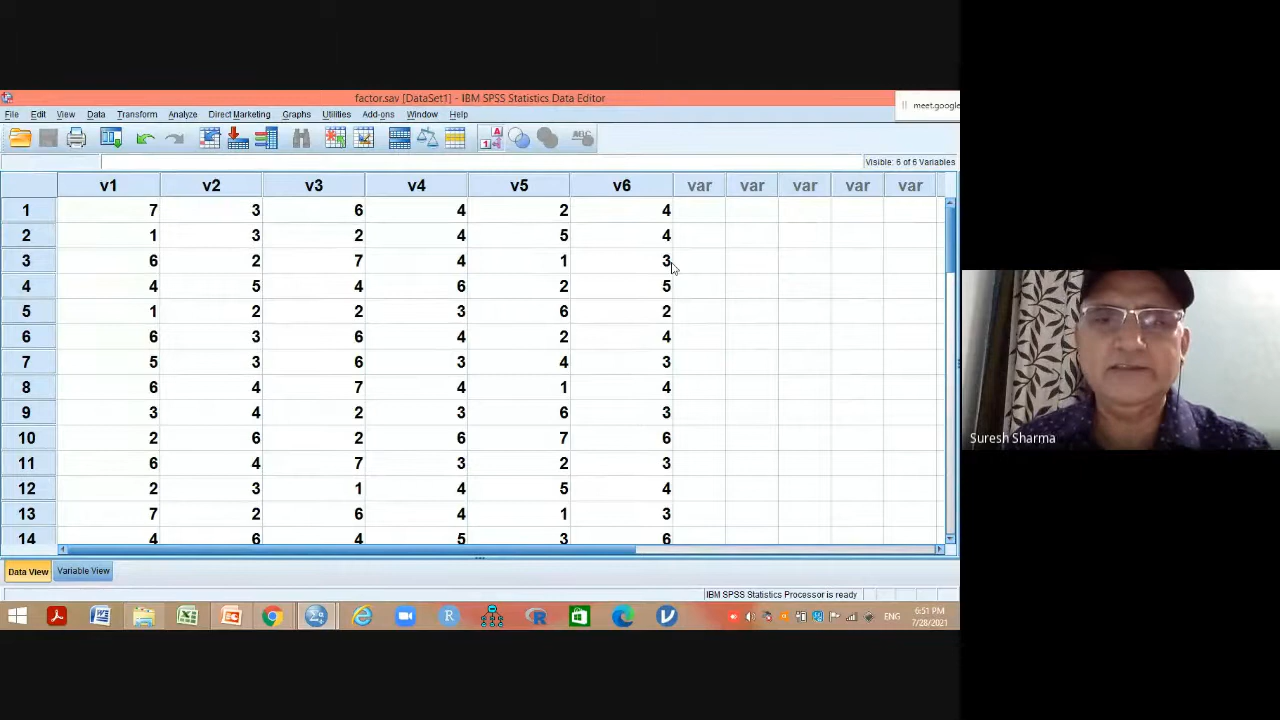 factor.sav [DataSet1] - IBM SPSS Statistics Data Editor
meet.google
File Edit View Data Transform Analyze Direct Marketing Graphs Utilities Add-ons Window Help
A
1
ABC
Visible: 6 of 6 Variables
v1 v2 v3 v4 v5 v6 var var var var var
1 7 3 6 4 2 4
2 1 3 2 4 5 4
3 6 2 7 4 1 3
4 4 5 4 6 2 5
5 1 2 2 3 6 2
6 6 3 6 4 2 4
7 5 3 6 3 4 3
8 6 4 7 4 1 4
9 3 4 2 3 6 3
10 2 6 2 6 7 6
11 6 4 7 3 2 3
12 2 3 1 4 5 4
13 7 2 6 4 1 3
14 4 6 4 5 3 6
Suresh Sharma
Data View Variable View
IBM SPSS Statistics Processor is ready
6:51 PM
ENG
7/28/2021